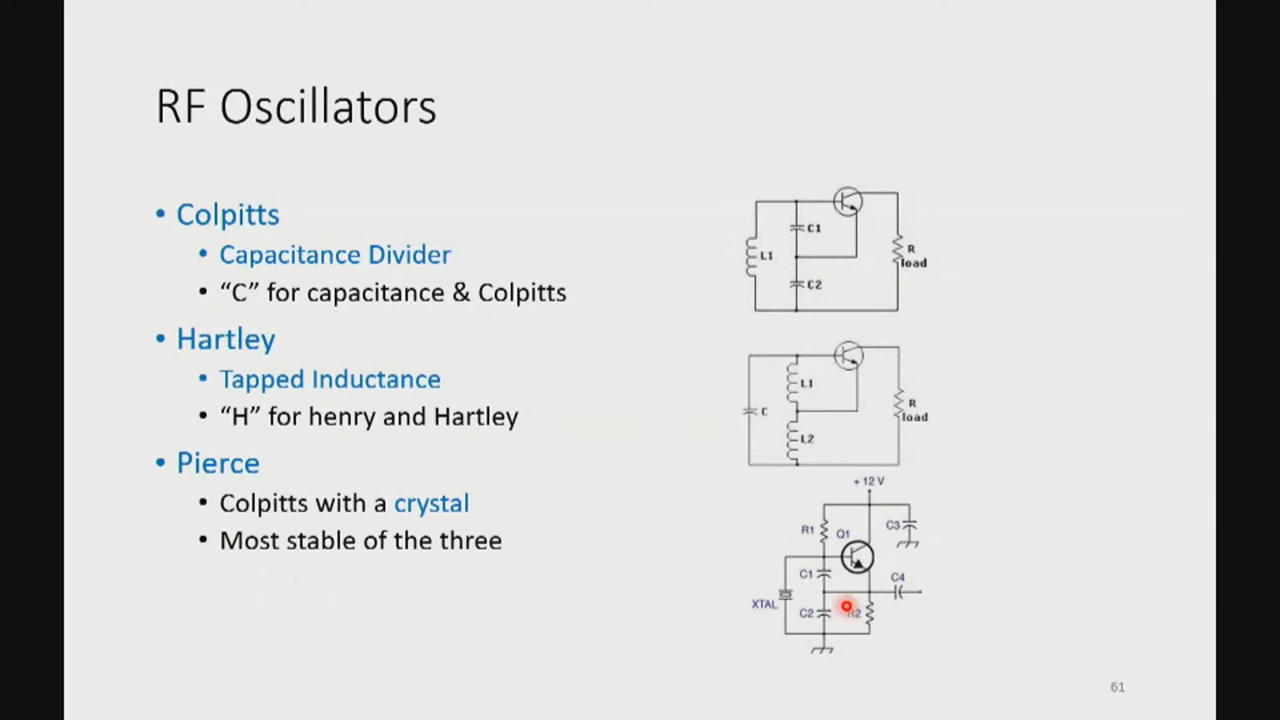 RF Oscillators
• Colpitts
• Capacitance Divider
• “C” for capacitance & Colpitts
• Hartley
• Tapped Inductance
• “H” for henry and Hartley
• Pierce
• Colpitts with a crystal
• Most stable of the three
C1
L1
R
load
C2
L1
C
R
load
L2
+ 12 V
R1
Q1
C3
C1
C4
XTAL
C2
61